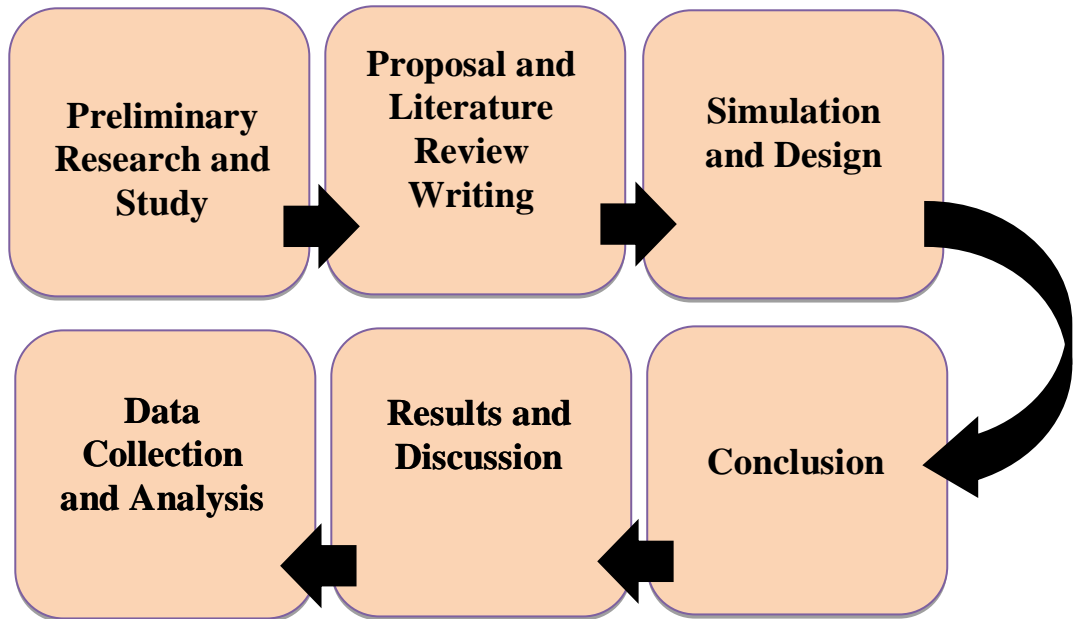 Preliminary
Research and
Study
Proposal and
Literature
Review
Writing
Simulation
and Design
Data
Collection
and Analysis
Results and
Discussion
Conclusion